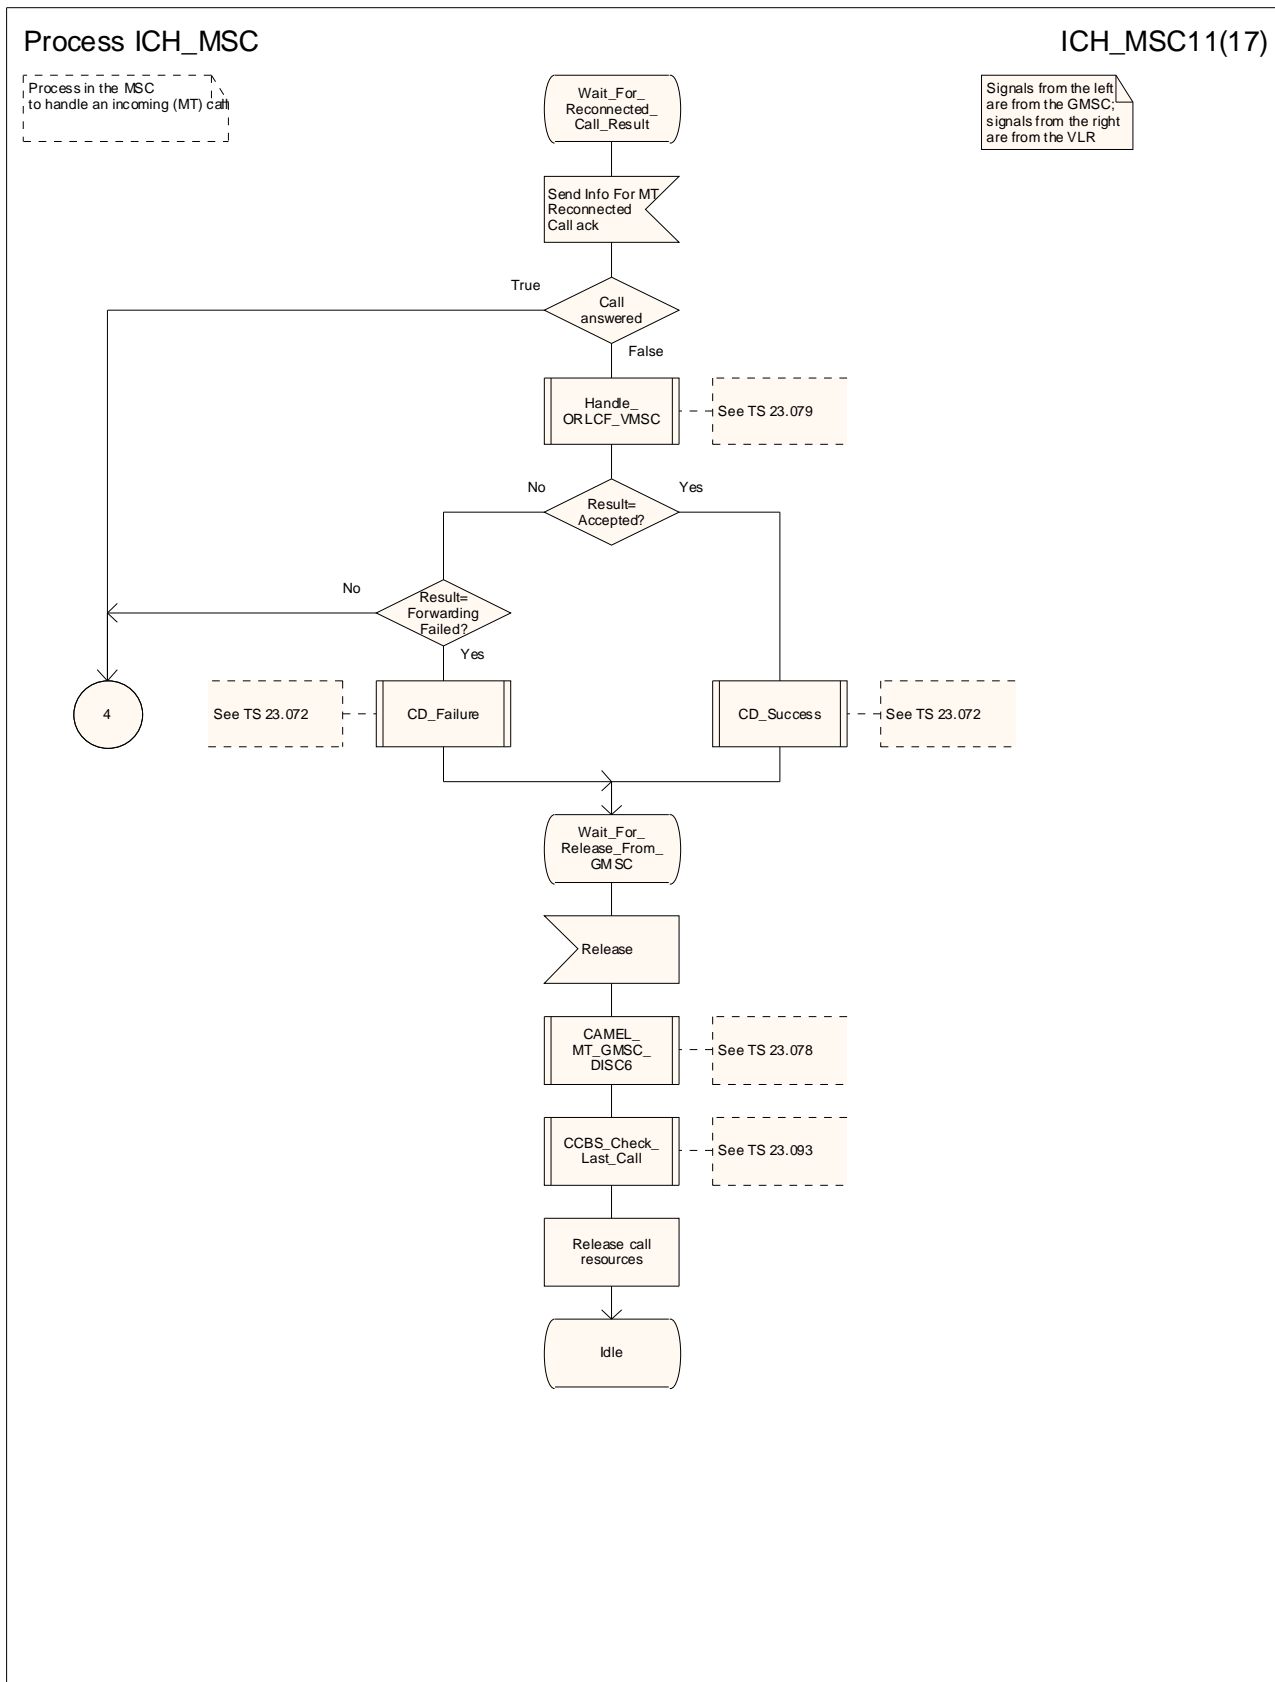 Process ICH_MSC
ICH_MSC11(17)
Process in the MSC
to handle an incoming (MT) call
Signals from the left
are from the GMSC;
signals from the right
are from the VLR
Wait_For_
Reconnected_
Call_Result
Send Info For MT
Reconnected
Call ack
True
Call
answered
False
Handle_
ORLCF_VMSC
See TS 23.079
No
Yes
Result=
Accepted?
No
Result=
Forwarding
Failed?
Yes
4
See TS 23.072
CD_Failure
CD_Success
See TS 23.072
Wait_For_
Release_From_
GMSC
Release
CAMEL_
MT_GMSC_
DISC6
See TS 23.078
CCBS_Check_
Last_Call
See TS 23.093
Release call
resources
Idle